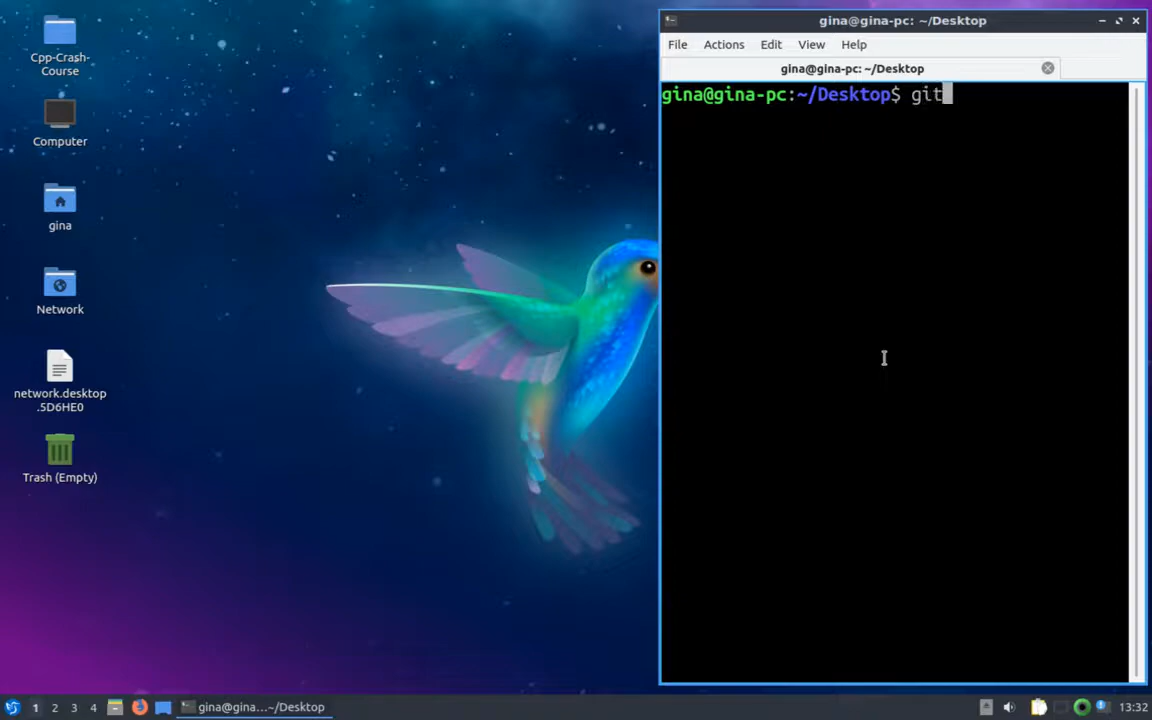 Cpp-Crash-
Course
Computer
gina
Network
network.desktop
.5D6HE0
Trash (Empty)
gina@gina-pc: ~/Desktop
File Actions Edit View Help
gina@gina-pc: ~/Desktop
gina@gina-pc:~/Desktop$ git
1 2 3 4 gina@gina...~/Desktop 13:32